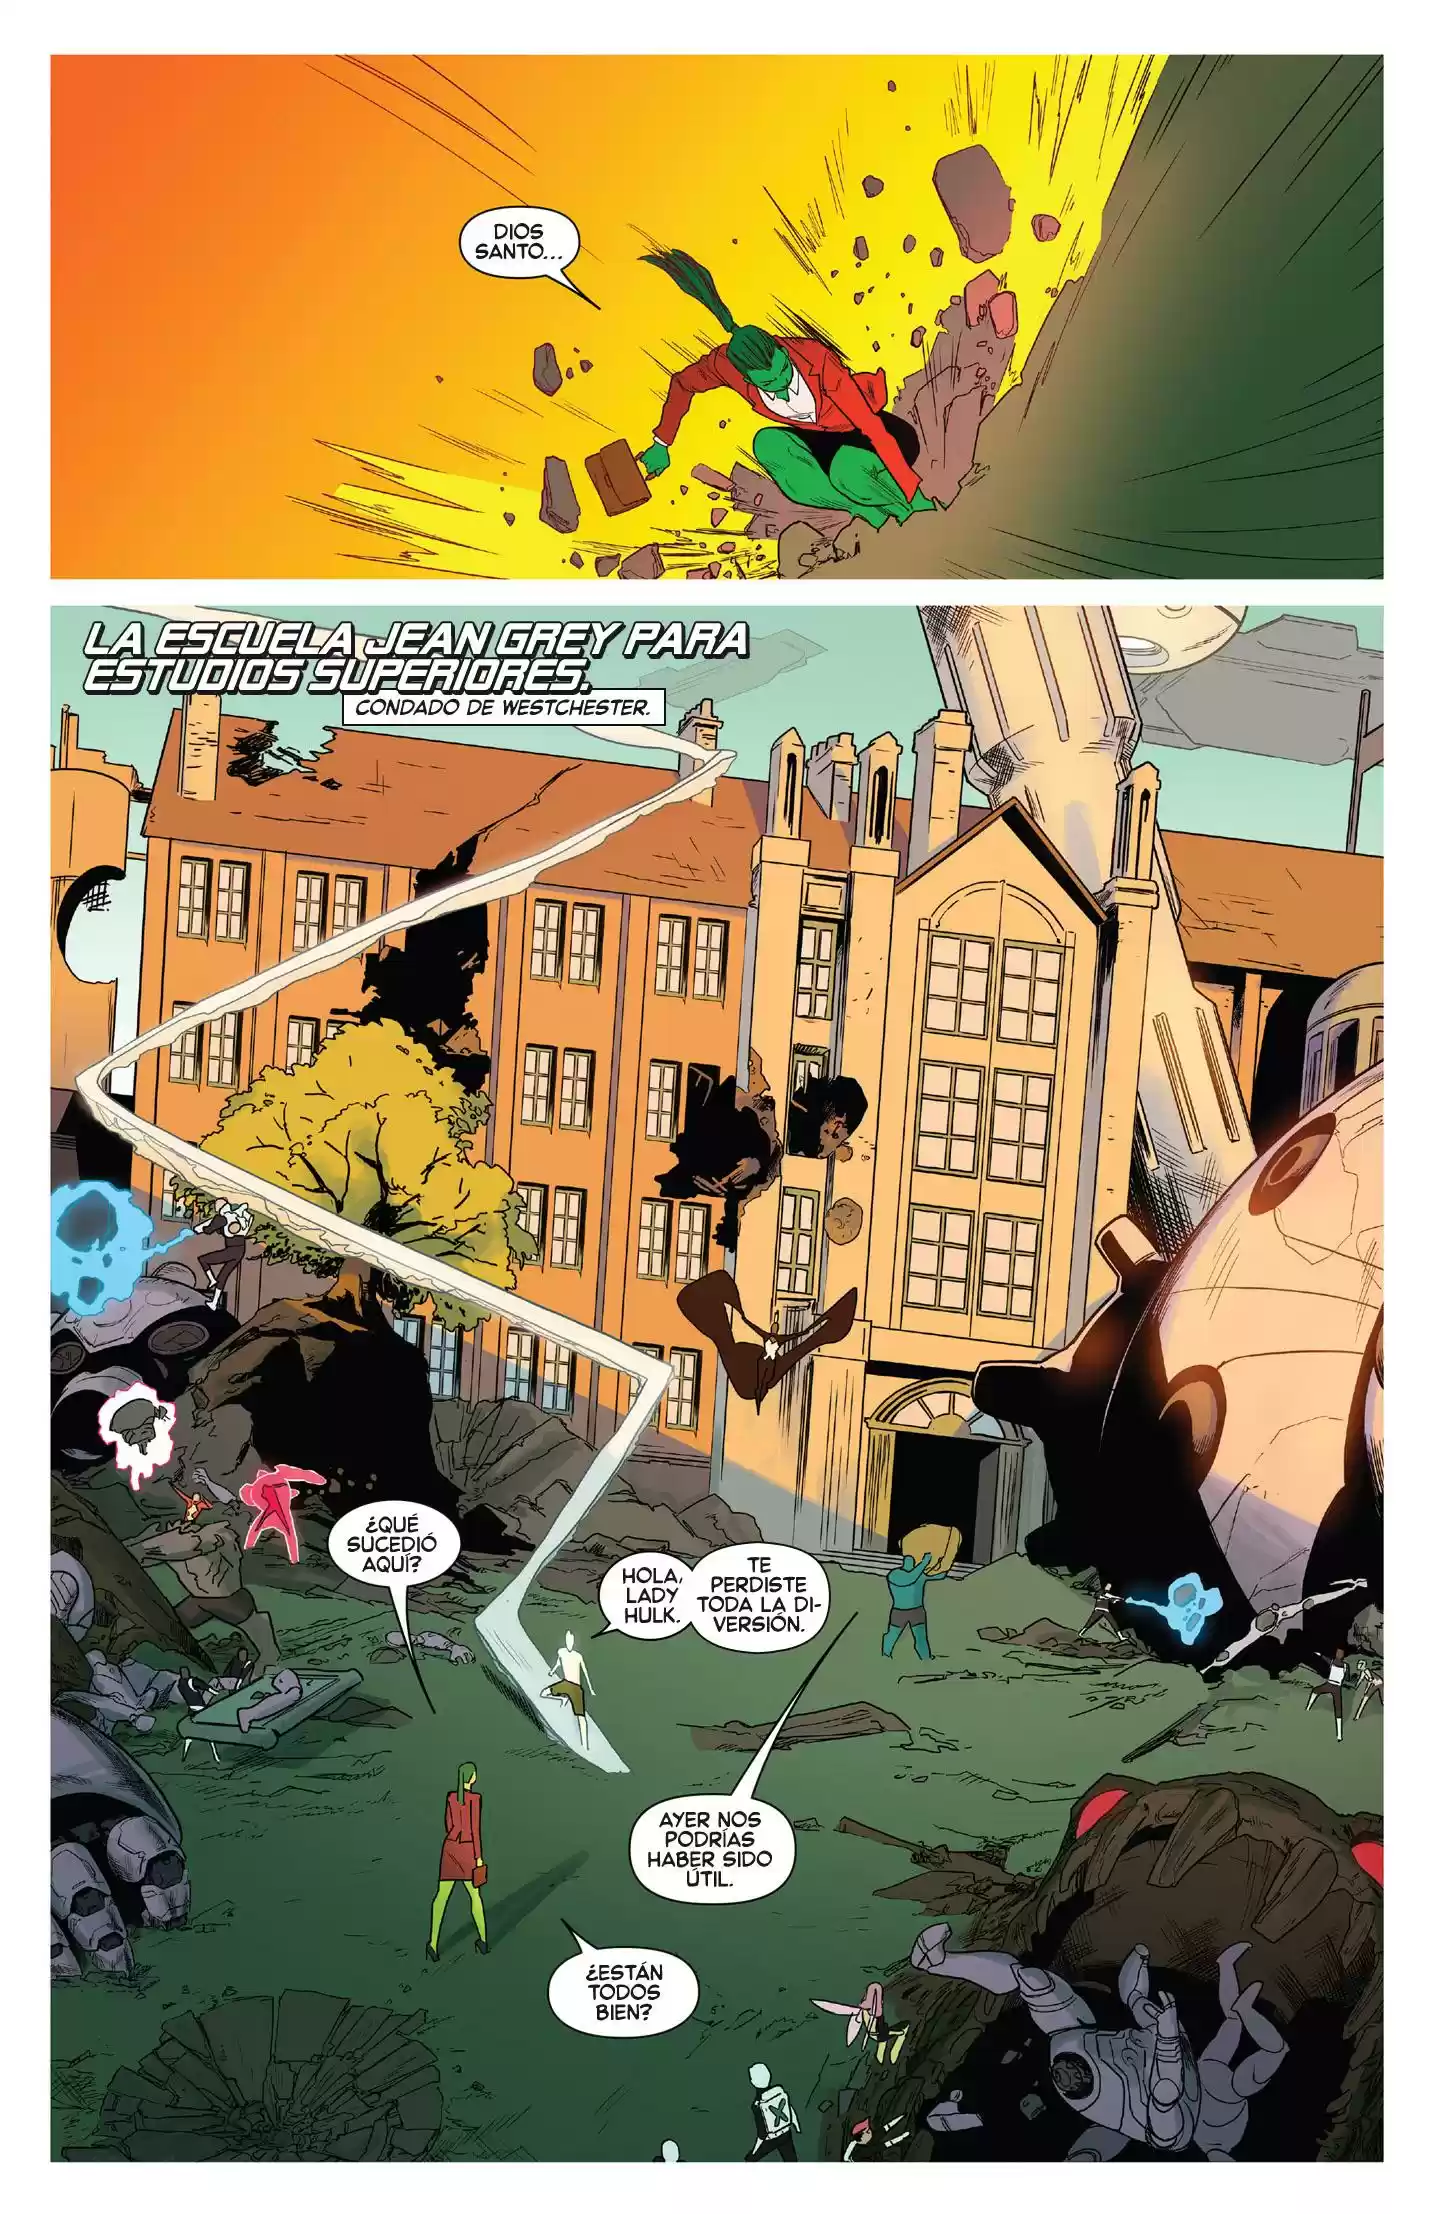 DIOS
SANTO...
LA ESCUELA JEAN GREY PARA
ESTUDIOS SUPERIORES.
CONDADO DE WESTCHESTER.
¿QUÉ
SUCEDIÓ
AQUÍ?
HOLA,
LADY
HULK.
TE
PERDISTE
TODA LA DI-
VERSIÓN.
AYER NOS
PODRÍAS
HABER SIDO
ÚTIL.
¿ESTÁN
TODOS
BIEN?
X